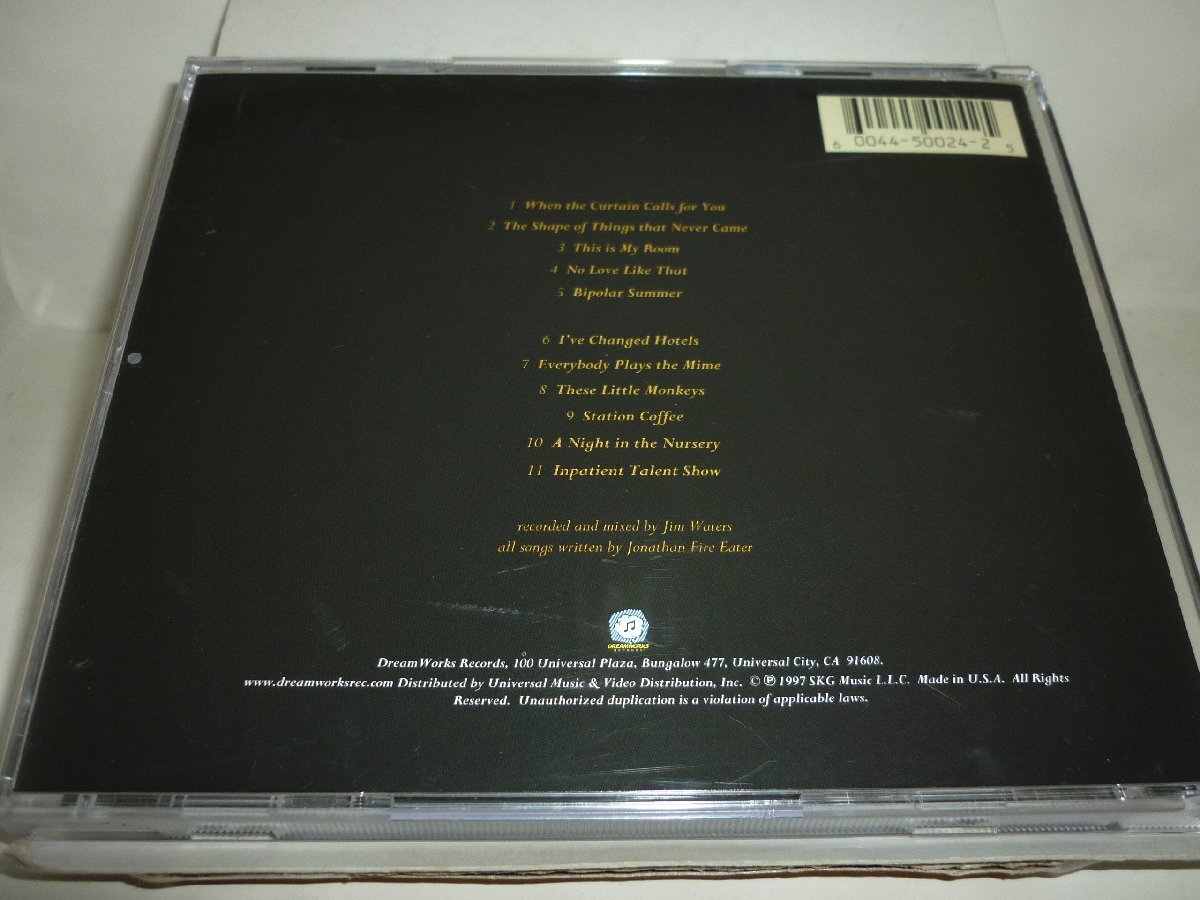 6 0044-50024-2 5
1 When the Curtain Calls for You
2 The Shape of Things that Never Came
3 This is My Room
4 No Love Like That
5 Bipolar Summer
6 I've Changed Hotels
7 Everybody Plays the Mime
8 These Little Monkeys
9 Station Coffee
10 A Night in the Nursery
11 Inpatient Talent Show
recorded and mixed by Jim Waters
all songs written by Jonathan Fire Eater
DREAMWORKS
RECORDS
DreamWorks Records, 100 Universal Plaza, Bungalow 477, Universal City, CA 91608.
www.dreamworksrec.com Distributed by Universal Music & Video Distribution, Inc. © ℗ 1997 SKG Music L.L.C. Made in U.S.A. All Rights
Reserved. Unauthorized duplication is a violation of applicable laws.